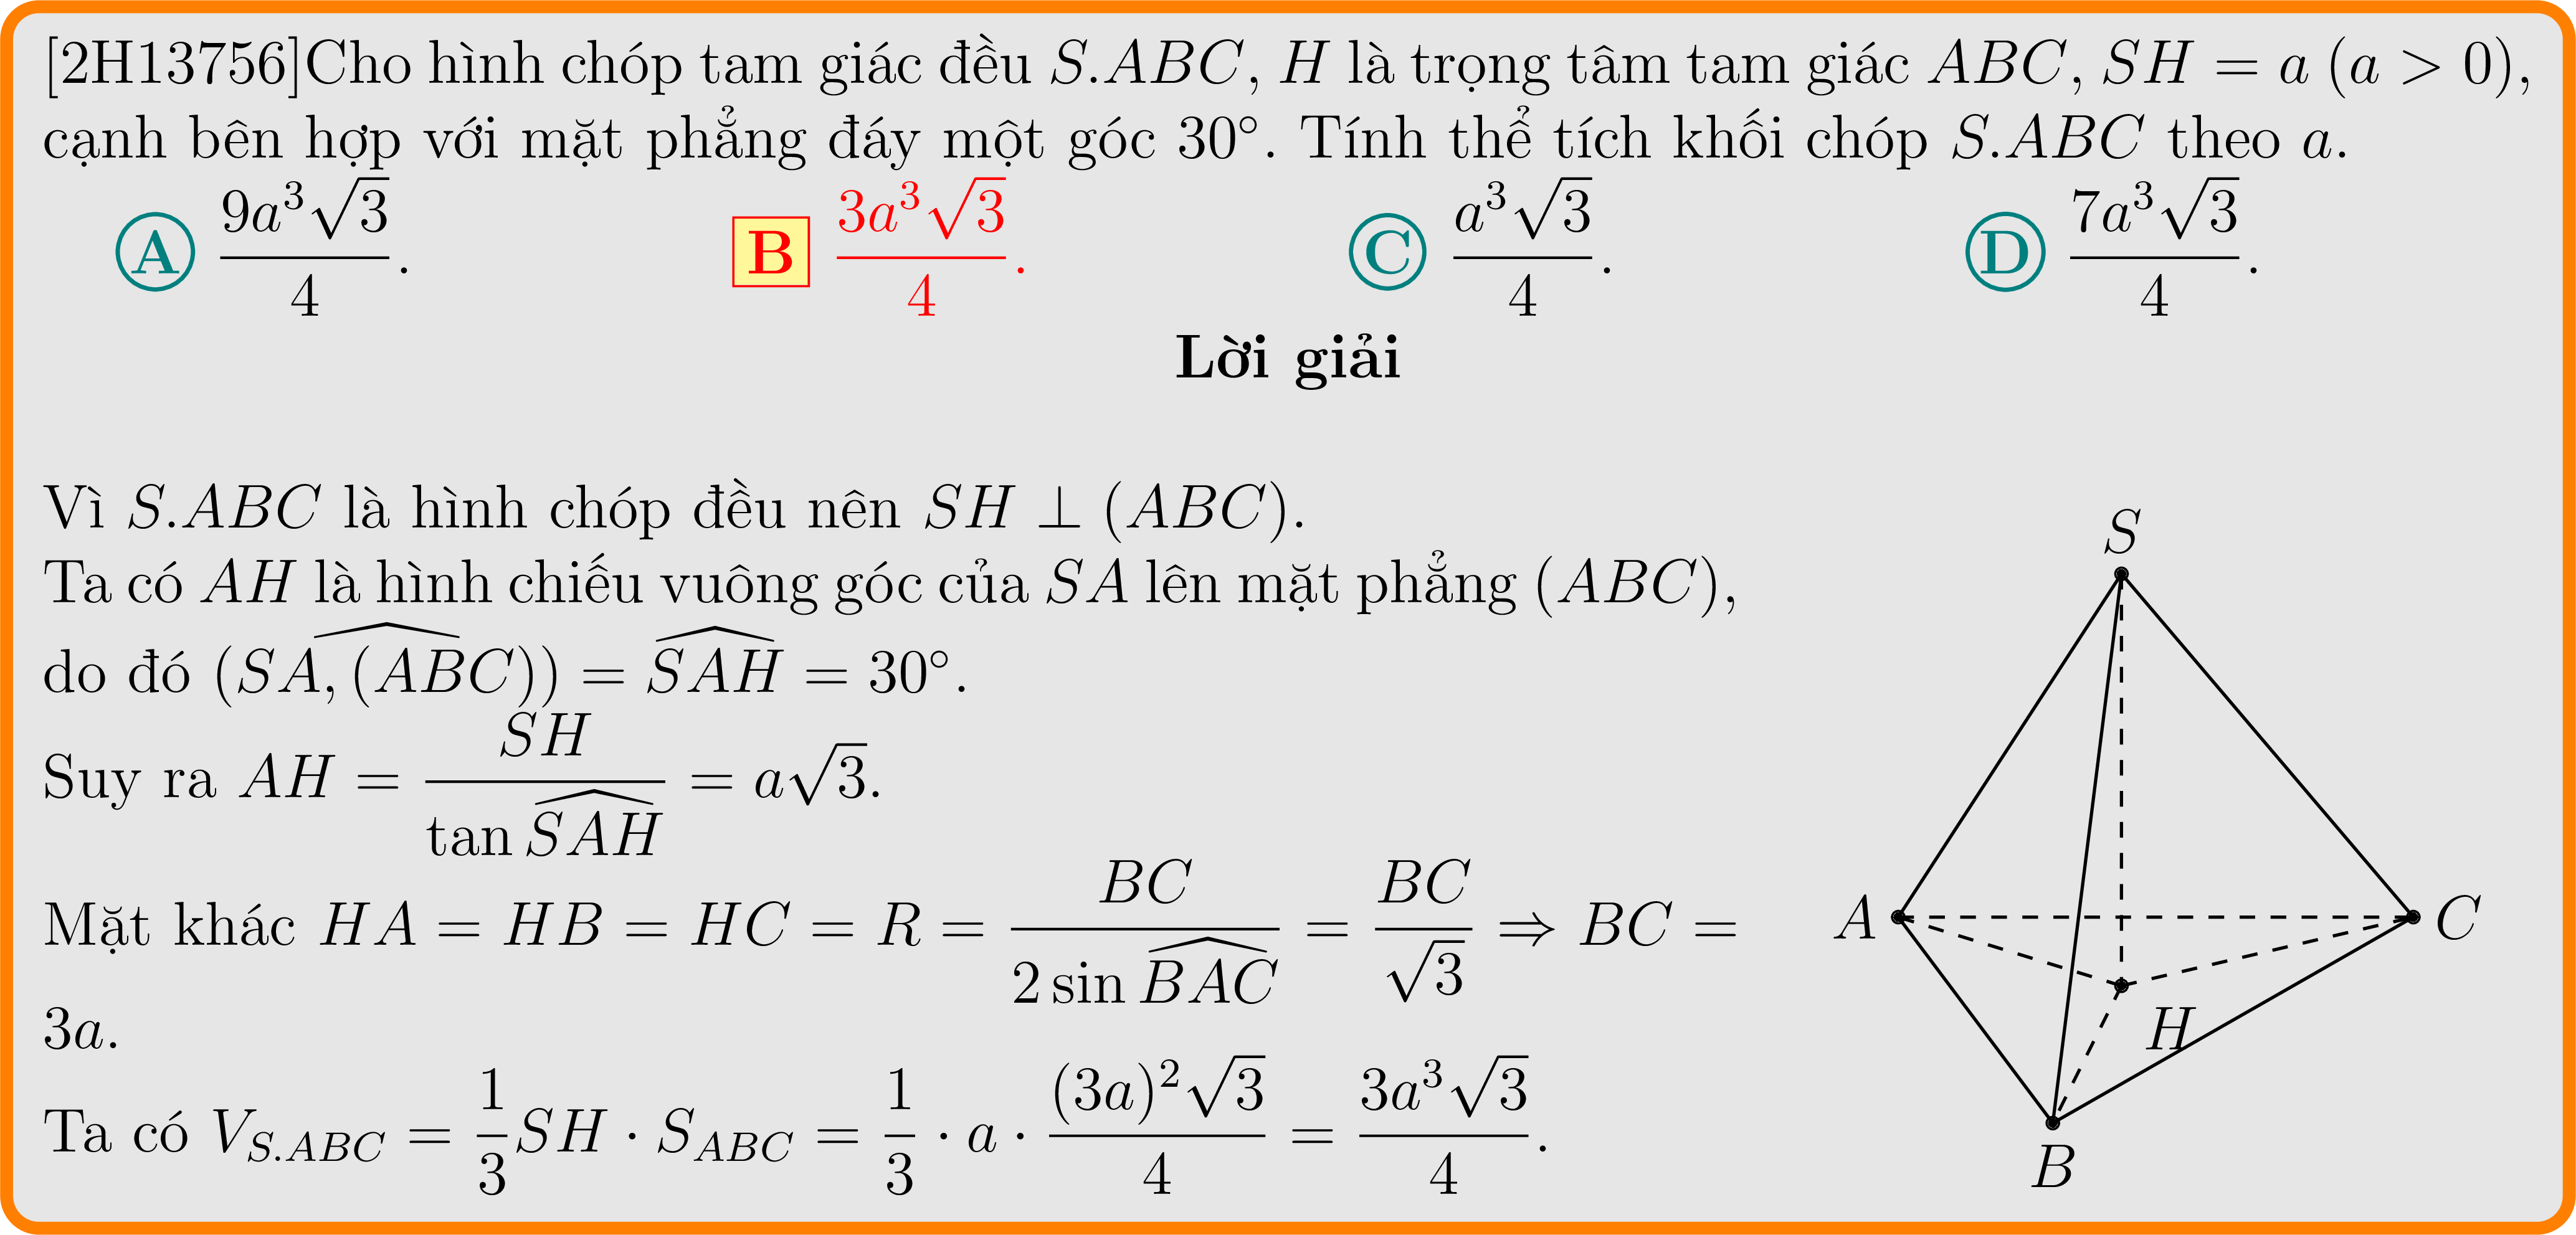 [2H13756]Cho hình chóp tam giác đều S.ABC, H là trọng tâm tam giác ABC, SH = a (a > 0),
cạnh bên hợp với mặt phẳng đáy một góc 30°. Tính thể tích khối chóp S.ABC theo a.
A $\frac{9a^3\sqrt{3}}{4}$. B $\frac{3a^3\sqrt{3}}{4}$. C $\frac{a^3\sqrt{3}}{4}$. D $\frac{7a^3\sqrt{3}}{4}$.
Lời giải
Vì S.ABC là hình chóp đều nên SH ⊥ (ABC).
Ta có AH là hình chiếu vuông góc của SA lên mặt phẳng (ABC),
do đó $\widehat{(SA, (ABC))} = \widehat{SAH} = 30°$.
Suy ra $AH = \frac{SH}{\tan \widehat{SAH}} = a\sqrt{3}$.
Mặt khác $HA = HB = HC = R = \frac{BC}{2 \sin \widehat{BAC}} = \frac{BC}{\sqrt{3}} \Rightarrow BC =$
3a.
Ta có $V_{S.ABC} = \frac{1}{3}SH \cdot S_{ABC} = \frac{1}{3} \cdot a \cdot \frac{(3a)^2\sqrt{3}}{4} = \frac{3a^3\sqrt{3}}{4}$.
S
A
C
H
B